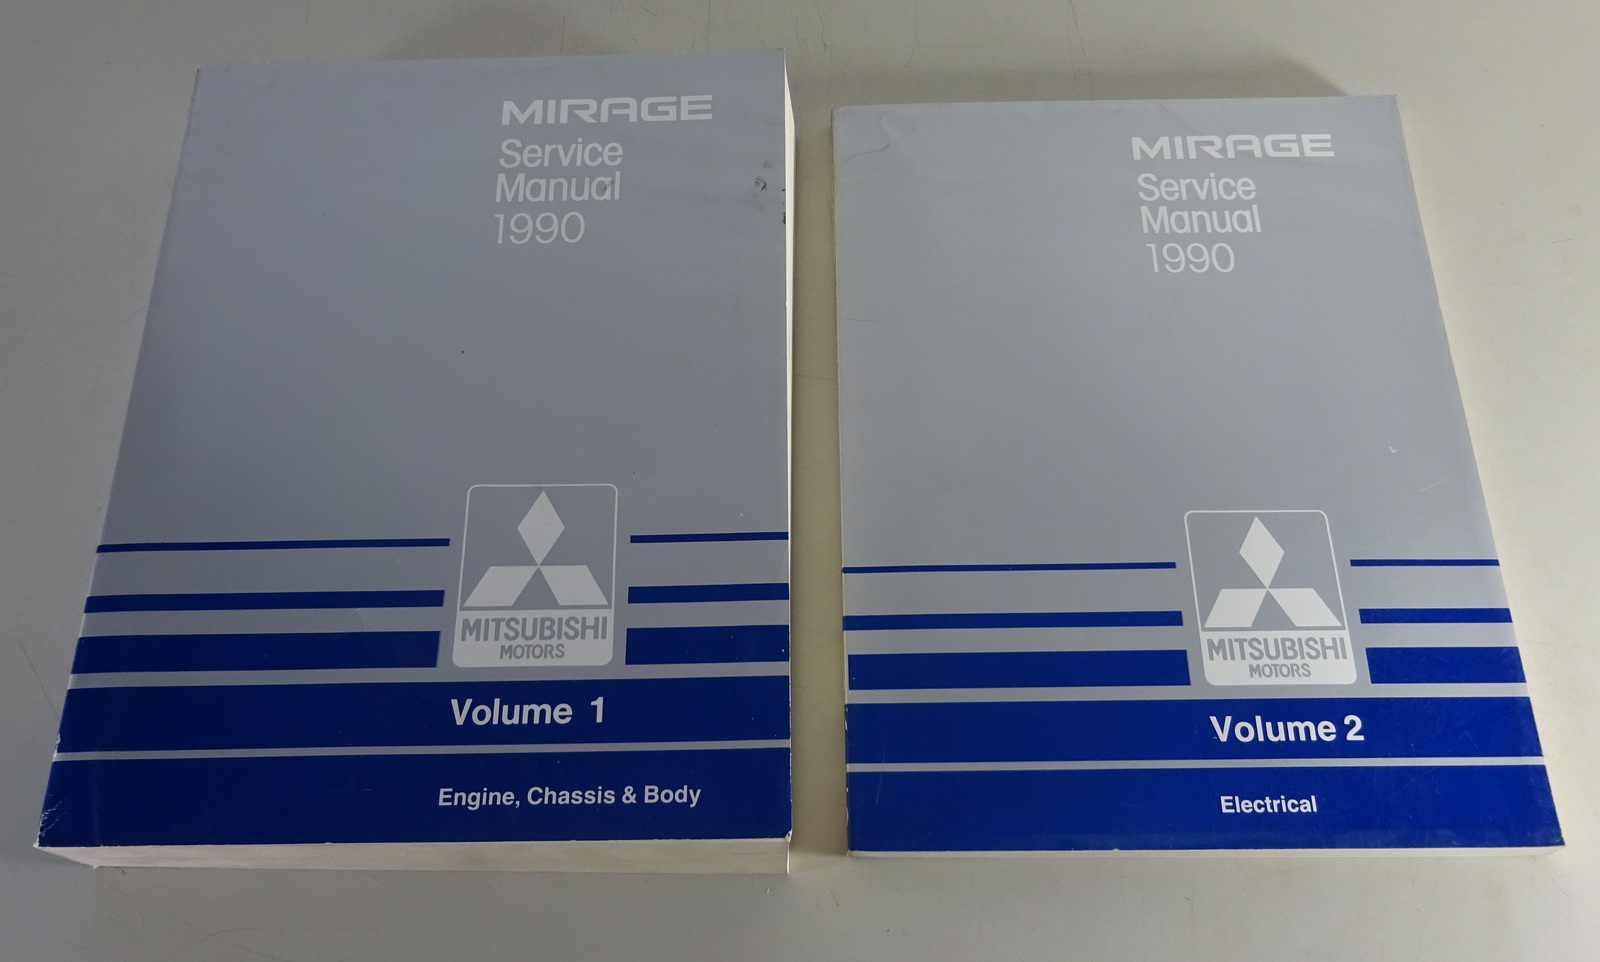 MIRAGE
Service
Manual
1990
MITSUBISHI
MOTORS
Volume 1
Engine, Chassis & Body
MIRAGE
Service
Manual
1990
MITSUBISHI
MOTORS
Volume 2
Electrical